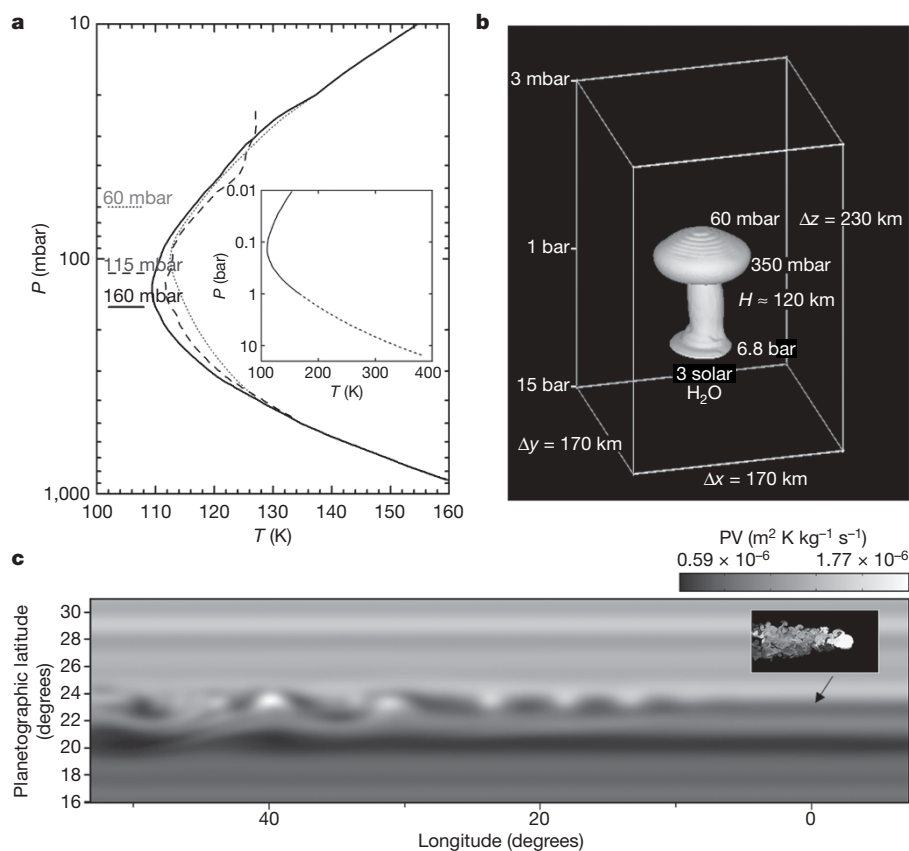 a
10
100
1,000
P (mbar)
60 mbar
115 mbar
160 mbar
100 110 120 130 140 150 160
T (K)
0.01
0.1
1
10
P (bar)
100 200 300 400
T (K)
b
3 mbar
1 bar
15 bar
60 mbar
Δz = 230 km
350 mbar
H ≈ 120 km
6.8 bar
3 solar
H₂O
Δy = 170 km
Δx = 170 km
PV (m² K kg⁻¹ s⁻¹)
0.59 × 10⁻⁶ 1.77 × 10⁻⁶
c
Planetographic latitude
(degrees)
30
28
26
24
22
20
18
16
40 20 0
Longitude (degrees)